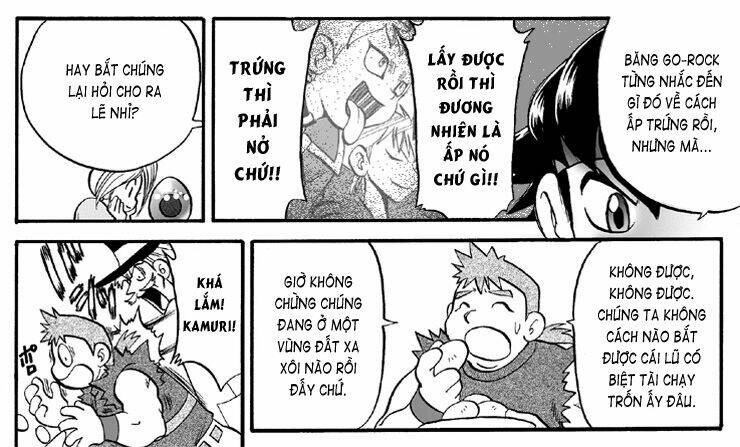 BĂNG GO-ROCK
TỪNG NHẮC ĐẾN
GÌ ĐÓ VỀ CÁCH
ẤP TRỨNG RỒI,
NHƯNG MÀ...
LẤY ĐƯỢC
RỒI THÌ
ĐƯƠNG
NHIÊN LÀ
ẤP NÓ
CHỨ GÌ!!
TRỨNG
THÌ PHẢI
NỞ
CHỨ!!
HAY BẮT CHÚNG
LẠI HỎI CHO RA
LẼ NHỈ?
KHÔNG ĐƯỢC,
KHÔNG ĐƯỢC.
CHÚNG TA KHÔNG
CÁCH NÀO BẮT
ĐƯỢC CÁI LŨ CÓ
BIỆT TÀI CHẠY
TRỐN ẤY ĐÂU.
GIỜ KHÔNG
CHỪNG CHÚNG
ĐANG Ở MỘT
VÙNG ĐẤT XA
XÔI NÀO RỒI
ĐẤY CHỨ.
KHÁ
LẮM!
KAMURI!
ポロ